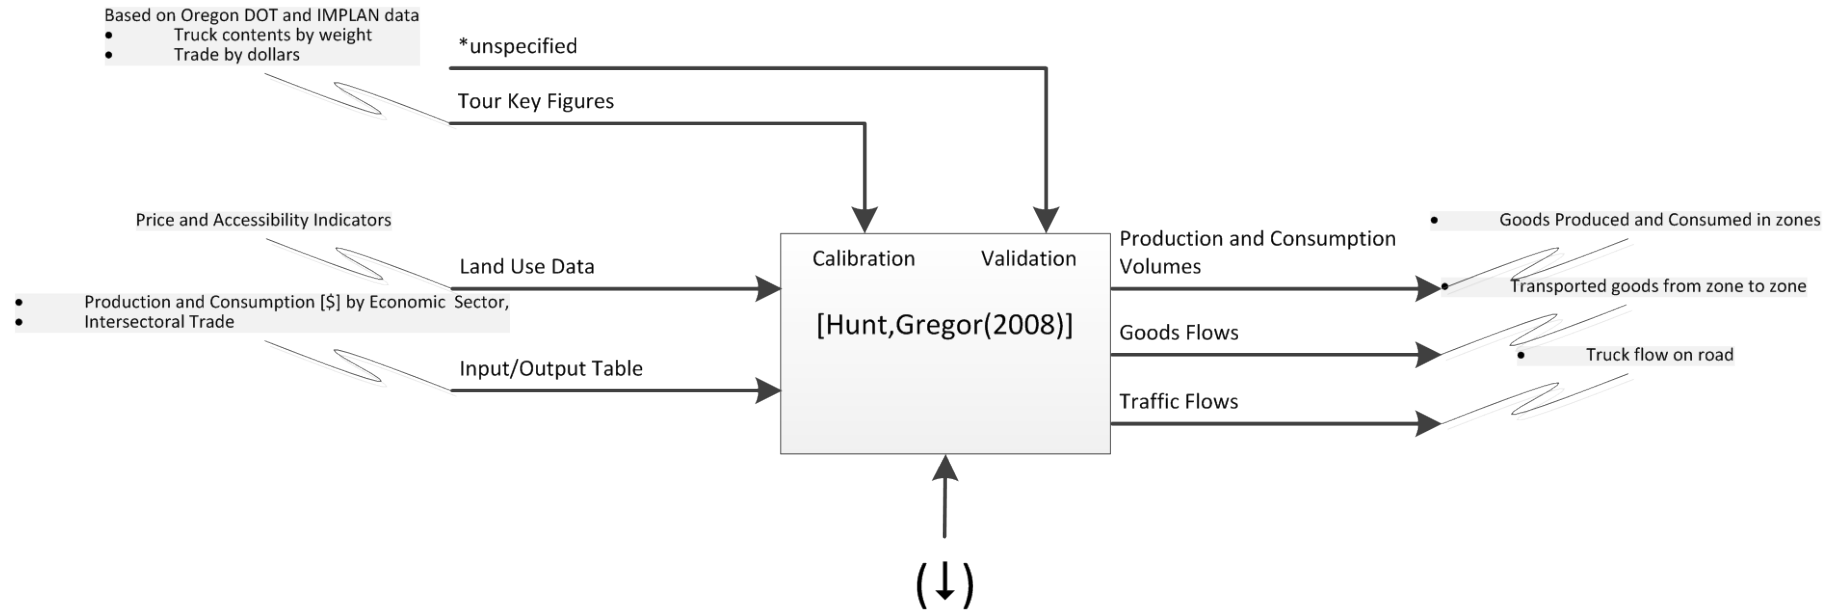 Based on Oregon DOT and IMPLAN data
• Truck contents by weight
• Trade by dollars
*unspecified
Tour Key Figures
Price and Accessibility Indicators
Land Use Data
• Production and Consumption [$] by Economic Sector,
• Intersectoral Trade
Input/Output Table
Calibration
Validation
[Hunt,Gregor(2008)]
Production and Consumption
Volumes
• Goods Produced and Consumed in zones
• Transported goods from zone to zone
Goods Flows
• Truck flow on road
Traffic Flows
(↓)